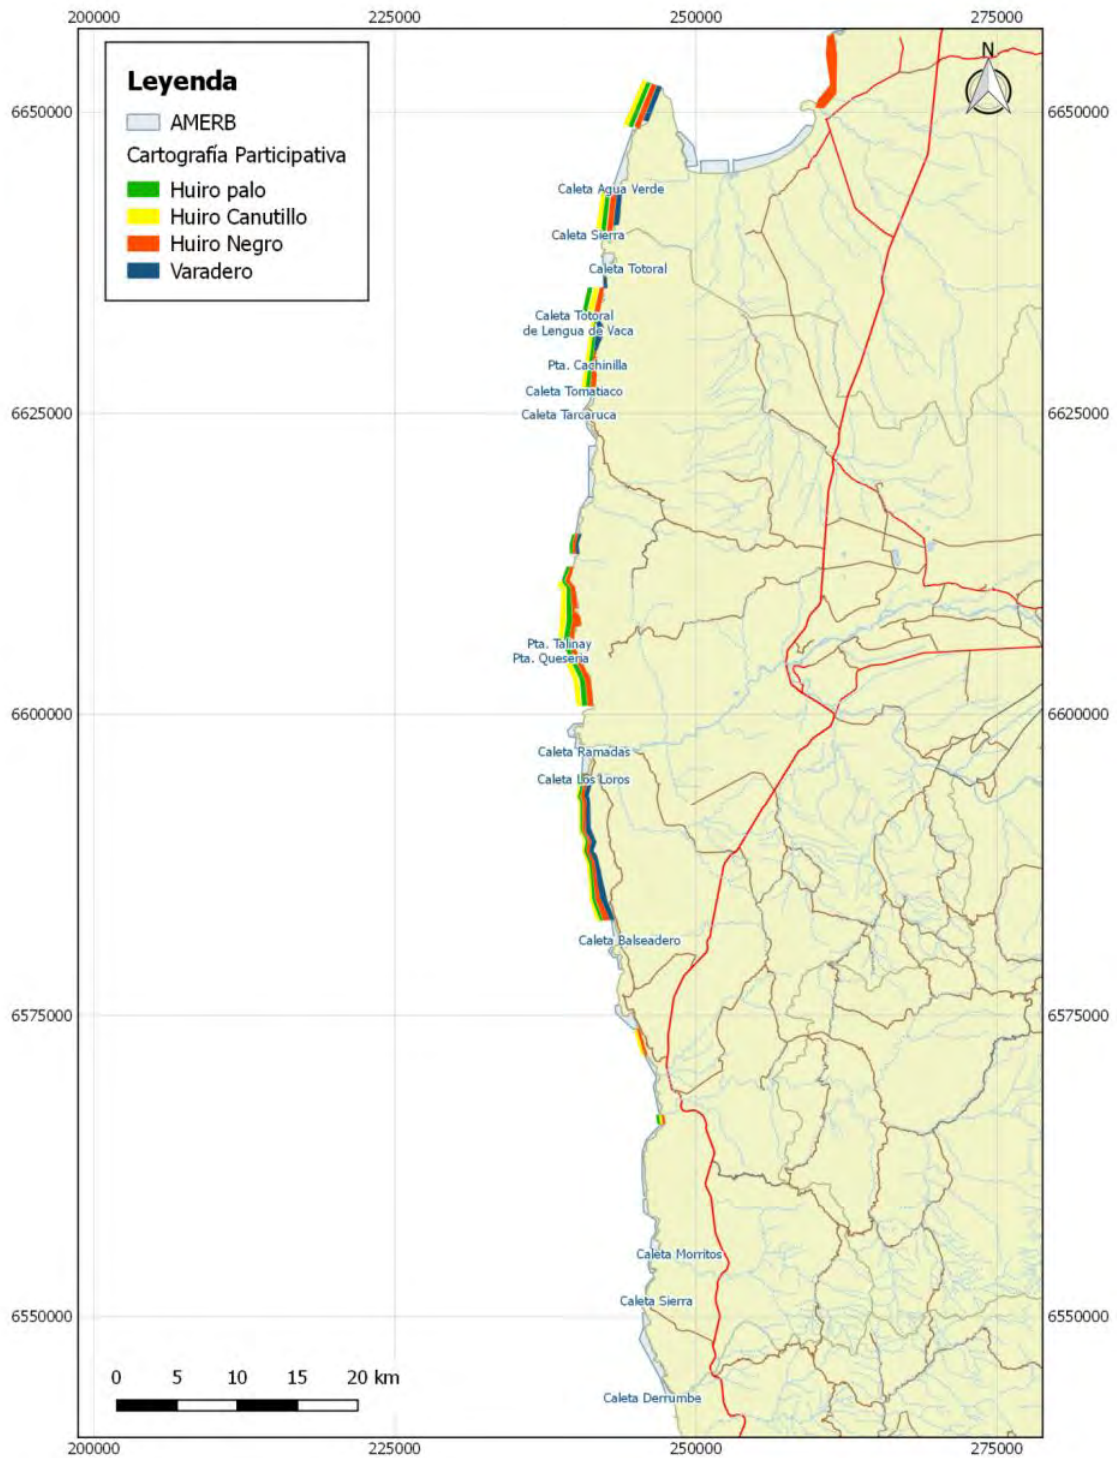 200000 225000 250000 275000
N
Leyenda
AMERB
Cartografía Participativa
Huiro palo
Huiro Canutillo
Huiro Negro
Varadero
6650000 6650000
Caleta Agua Verde
Caleta Sierra
Caleta Totoral
Caleta Totoral
de Lengua de Vaca
Pta. Cachinilla
Caleta Tomatiaco
6625000 6625000
Caleta Tarcaruca
Pta. Talinay
Pta. Queseria
6600000 6600000
Caleta Ramadas
Caleta Los Loros
Caleta Balseadero
6575000 6575000
Caleta Morritos
Caleta Sierra
6550000 6550000
0 5 10 15 20 km
Caleta Derrumbe
200000 225000 250000 275000